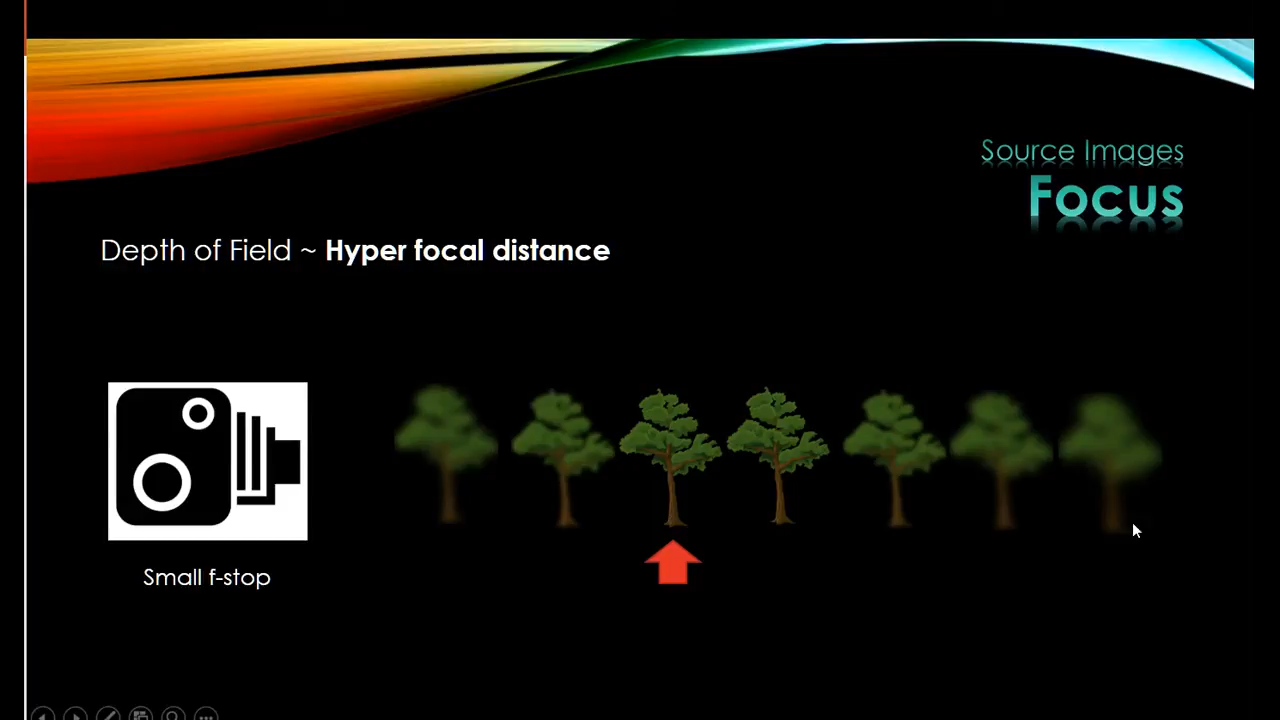 Source Images
Focus
Depth of Field ~ Hyper focal distance
Small f-stop